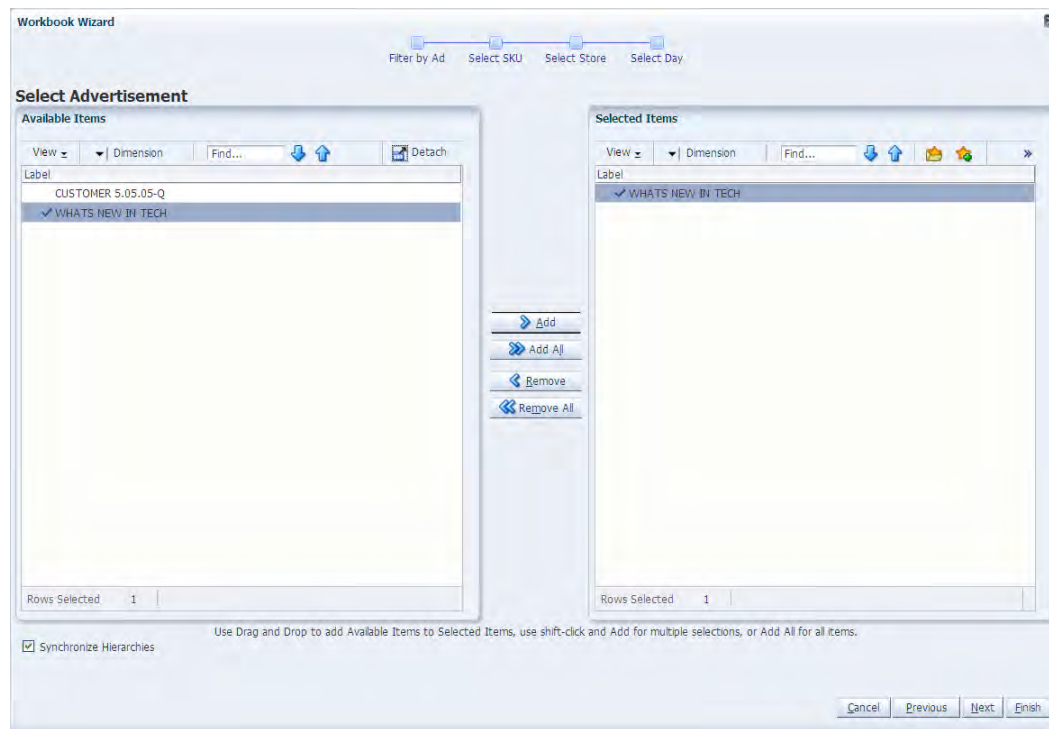 Workbook Wizard
Filter by Ad Select SKU Select Store Select Day
Select Advertisement
Available Items
View Dimension Find... Detach
Label
CUSTOMER 5.05.05-Q
WHATS NEW IN TECH
Rows Selected 1
Add
Add All
Remove
Remove All
Selected Items
View Dimension Find... »
Label
WHATS NEW IN TECH
Rows Selected 1
Use Drag and Drop to add Available Items to Selected Items, use shift-click and Add for multiple selections, or Add All for all items.
Synchronize Hierarchies
Cancel Previous Next Finish